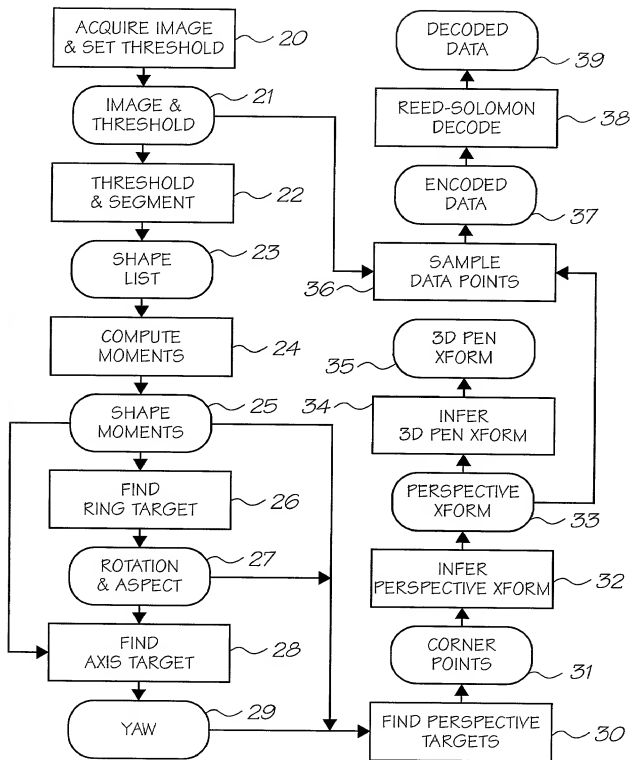 ACQUIRE IMAGE
& SET THRESHOLD
20
IMAGE &
THRESHOLD
21
THRESHOLD
& SEGMENT
22
SHAPE
LIST
23
COMPUTE
MOMENTS
24
SHAPE
MOMENTS
25
FIND
RING TARGET
26
ROTATION
& ASPECT
27
FIND
AXIS TARGET
28
YAW
29
DECODED
DATA
39
REED-SOLOMON
DECODE
38
ENCODED
DATA
37
SAMPLE
DATA POINTS
36
3D PEN
XFORM
35
34
INFER
3D PEN XFORM
PERSPECTIVE
XFORM
33
INFER
PERSPECTIVE XFORM
32
CORNER
POINTS
31
FIND PERSPECTIVE
TARGETS
30